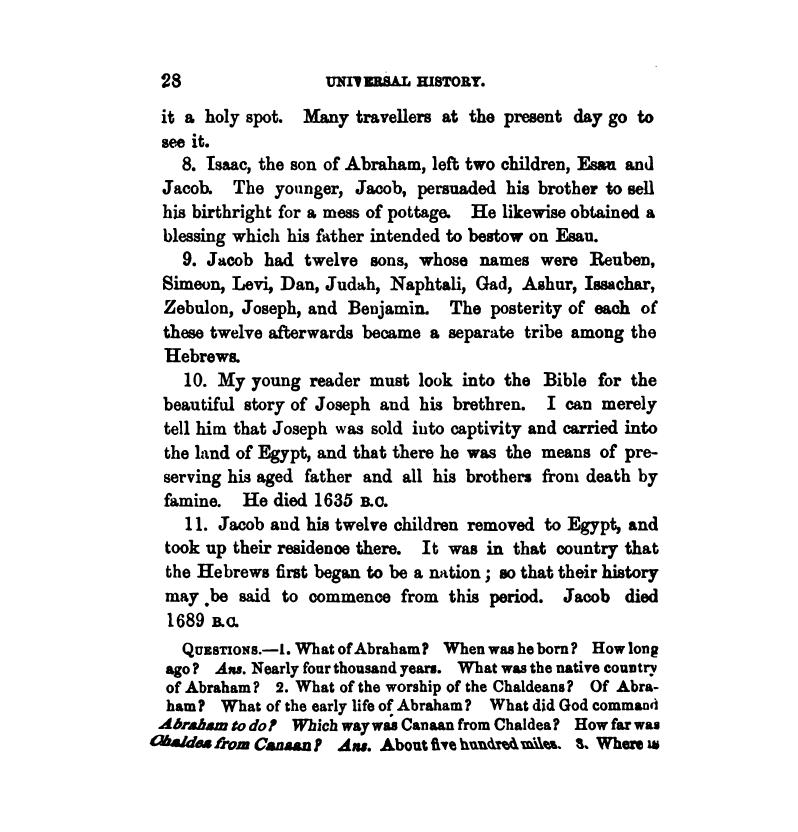 28 UNIVERSAL HISTORY.
it a holy spot. Many travellers at the present day go to
see it.
8. Isaac, the son of Abraham, left two children, Esau and
Jacob. The younger, Jacob, persuaded his brother to sell
his birthright for a mess of pottage. He likewise obtained a
blessing which his father intended to bestow on Esau.
9. Jacob had twelve sons, whose names were Reuben,
Simeon, Levi, Dan, Judah, Naphtali, Gad, Ashur, Issachar,
Zebulon, Joseph, and Benjamin. The posterity of each of
these twelve afterwards became a separate tribe among the
Hebrews.
10. My young reader must look into the Bible for the
beautiful story of Joseph and his brethren. I can merely
tell him that Joseph was sold into captivity and carried into
the land of Egypt, and that there he was the means of pre-
serving his aged father and all his brothers from death by
famine. He died 1635 B.C.
11. Jacob and his twelve children removed to Egypt, and
took up their residence there. It was in that country that
the Hebrews first began to be a nation; so that their history
may be said to commence from this period. Jacob died
1689 B.C.
QUESTIONS.—1. What of Abraham? When was he born? How long
ago? Ans. Nearly four thousand years. What was the native country
of Abraham? 2. What of the worship of the Chaldeans? Of Abra-
ham? What of the early life of Abraham? What did God command
Abraham to do? Which way was Canaan from Chaldea? How far was
Chaldea from Canaan? Ans. About five hundred miles. 3. Where is